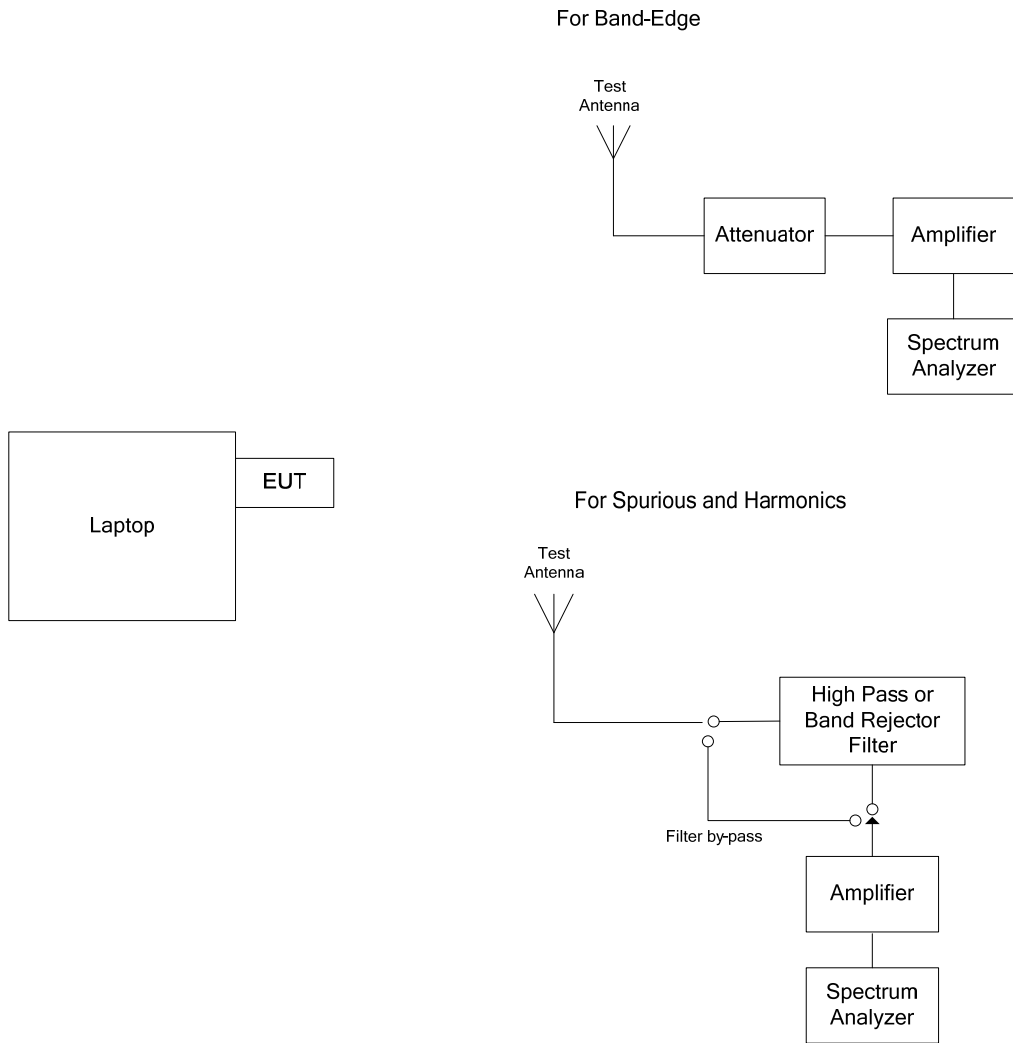 For Band-Edge
Test
Antenna
Attenuator
Amplifier
Spectrum
Analyzer
Laptop
EUT
For Spurious and Harmonics
Test
Antenna
High Pass or
Band Rejector
Filter
Filter by-pass
Amplifier
Spectrum
Analyzer